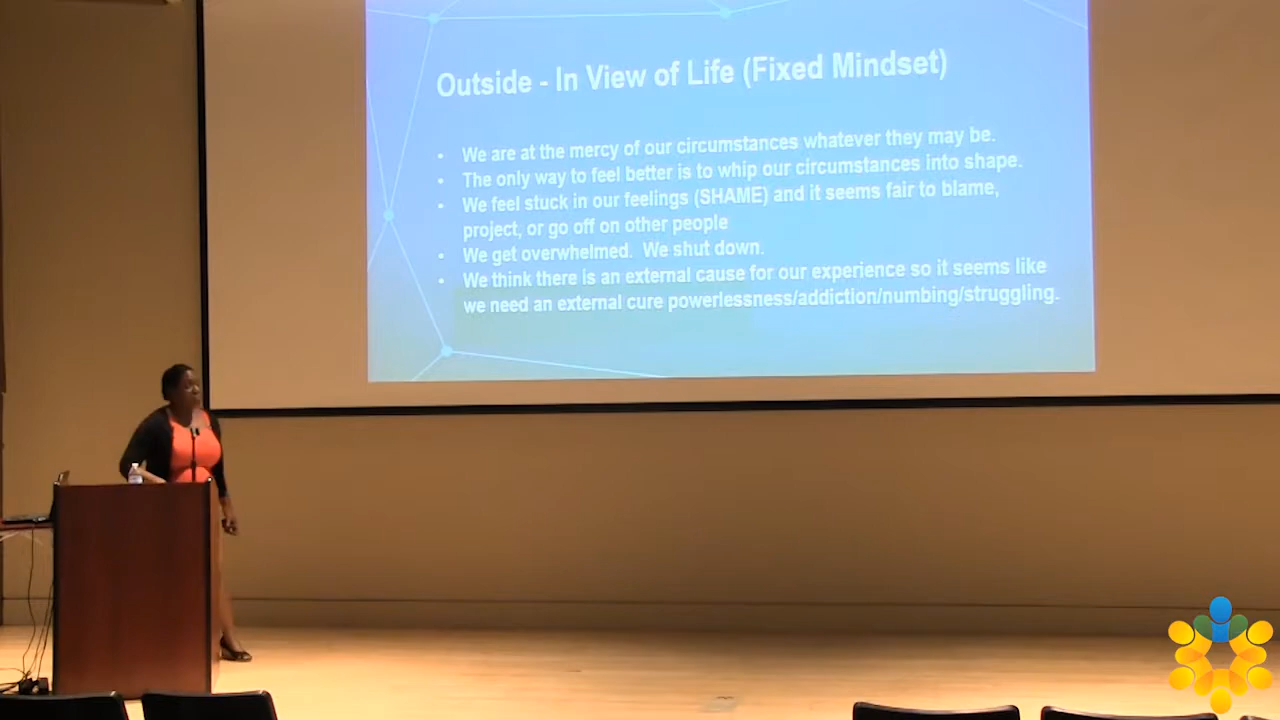 Outside - In View of Life (Fixed Mindset)
• We are at the mercy of our circumstances whatever they may be.
• The only way to feel better is to whip our circumstances into shape.
• We feel stuck in our feelings (SHAME) and it seems fair to blame,
project, or go off on other people
• We get overwhelmed. We shut down.
• We think there is an external cause for our experience so it seems like
we need an external cure powerlessness/addiction/numbing/struggling.